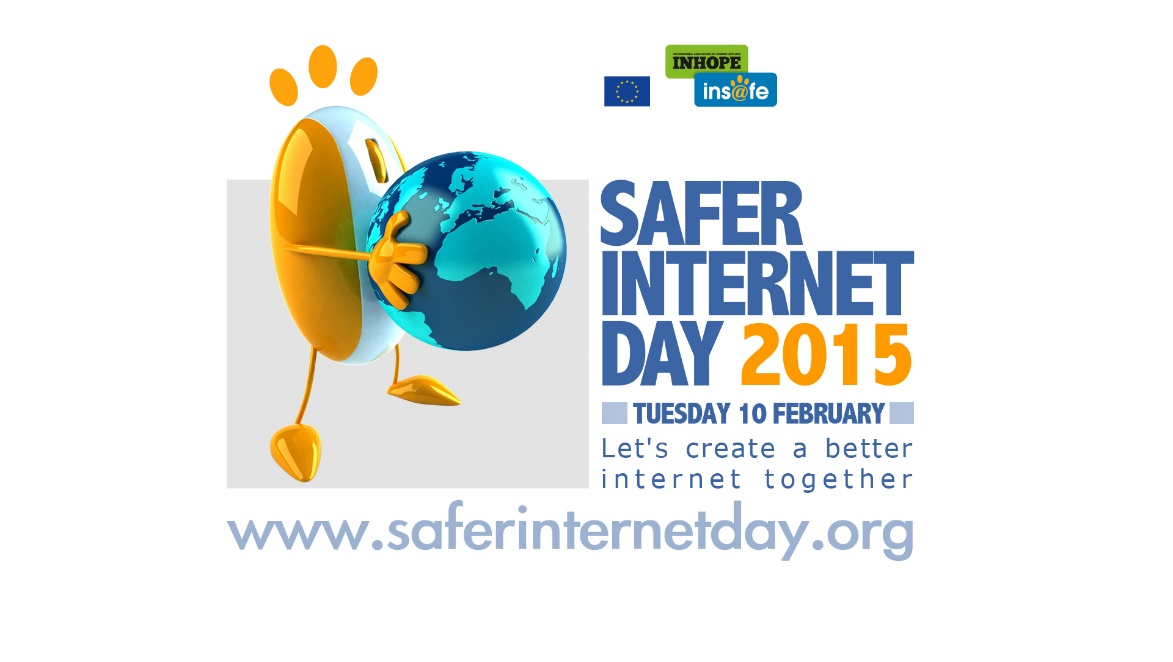 INHOPE
ins@fe
SAFER
INTERNET
DAY 2015
TUESDAY 10 FEBRUARY
Let's create a better
internet together
www.saferinternetday.org